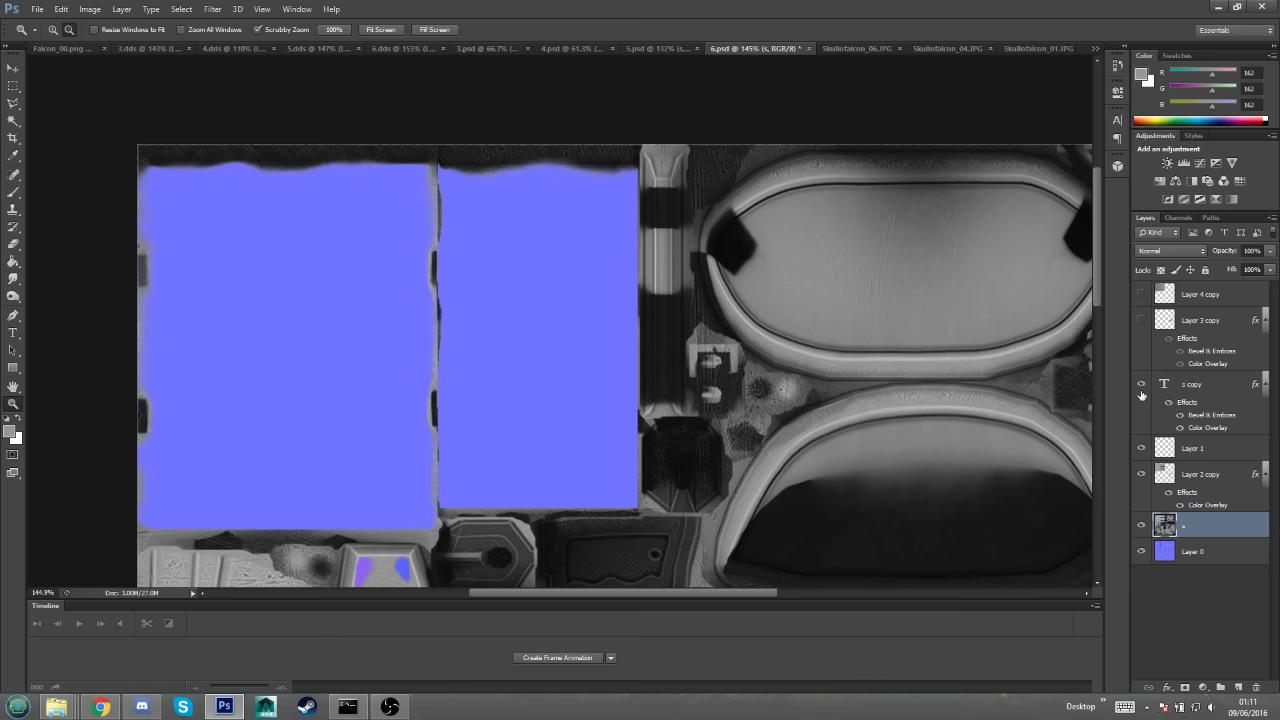 Ps File Edit Image Layer Type Select Filter 3D View Window Help
Resize Windows to Fit Zoom All Windows Scrubby Zoom 100% Fit Screen Fill Screen Essentials
Falcon_00.png ... × 3.dds @ 143% (L... × 4.dds @ 110% (... × 5.dds @ 147% (... × 6.dds @ 153% (... × 3.psd @ 66.7% (... × 4.psd @ 61.3% (... × 5.psd @ 132% (s,... × 6.psd @ 145% (s, RGB/8) * × Skullofalcon_06.JPG × Skullofalcon_04.JPG × Skullofalcon_01.JPG
Color Swatches
R 162
G 162
B 162
Adjustments Styles
Add an adjustment
Layers Channels Paths
Kind
Normal Opacity: 100%
Lock: Fill: 100%
Layer 4 copy
Layer 3 copy fx
Effects
Bevel & Emboss
Color Overlay
T s copy fx
Effects
Bevel & Emboss
Color Overlay
Layer 1
Layer 2 copy fx
Effects
Color Overlay
s
Layer 0
144.9% Doc: 3.00M/27.0M
Timeline
Create Frame Animation
Desktop 01:11
09/06/2016